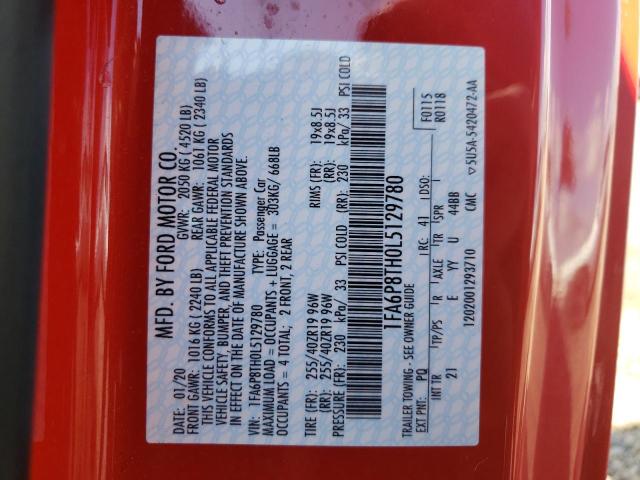 MFD. BY FORD MOTOR CO.
DATE: 01/20 GVWR: 2050 KG ( 4520 LB)
FRONT GAWR: 1016 KG ( 2240 LB) REAR GAWR: 1061 KG ( 2340 LB)
THIS VEHICLE CONFORMS TO ALL APPLICABLE FEDERAL MOTOR
VEHICLE SAFETY, BUMPER, AND THEFT PREVENTION STANDARDS
IN EFFECT ON THE DATE OF MANUFACTURE SHOWN ABOVE.
VIN: 1FA6P8TH0L5129780 TYPE: Passenger Car
MAXIMUM LOAD = OCCUPANTS + LUGGAGE = 303KG/ 668LB
OCCUPANTS = 4 TOTAL; 2 FRONT, 2 REAR
TIRE (FR): 255/40ZR19 96W RIMS (FR): 19x8.5J
(RR): 255/40ZR19 96W (RR): 19x8.5J
PRESSURE (FR): 230 kPa/ 33 PSI COLD (RR): 230 kPa/ 33 PSI COLD
1FA6P8TH0L5129780
TRAILER TOWING - SEE OWNER GUIDE F0115
EXT PNT: PQ RC: 41 DSO: R0118
INT TR TP/PS R AXLE TR SPR
21 E YY U 44BB
1202001293710 CMC 5U5A-5420472-AA